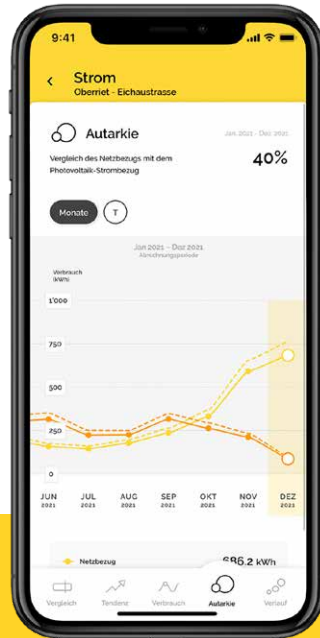 9:41
Strom
Oberriet - Eichaustrasse
Autarkie
Jan. 2021 - Dez. 2021
Vergleich des Netzbezugs mit dem
Photovoltaik-Strombezug
40%
Monate
T
Jan 2021 – Dez 2021
Abrechnungsperiode
Verbrauch
(kWh)
1'000
750
500
250
0
JUN JUL AUG SEP OKT NOV DEZ
2021 2021 2021 2021 2021 2021 2021
Netzbezug 686.2 kWh
Vergleich Tendenz Verbrauch Autarkie Verlauf